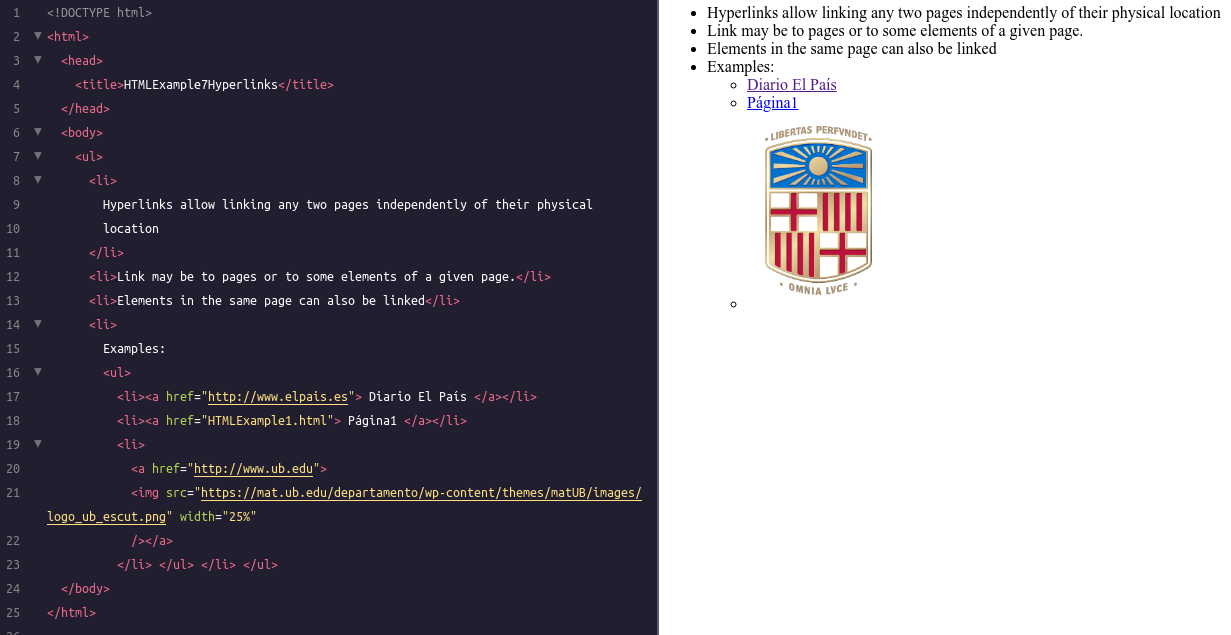 1 <!DOCTYPE html>
2 ▼ <html>
3 ▼ <head>
4 <title>HTMLExample7Hyperlinks</title>
5 </head>
6 ▼ <body>
7 ▼ <ul>
8 ▼ <li>
9 Hyperlinks allow linking any two pages independently of their physical
10 location
11 </li>
12 <li>Link may be to pages or to some elements of a given page.</li>
13 <li>Elements in the same page can also be linked</li>
14 ▼ <li>
15 Examples:
16 ▼ <ul>
17 <li><a href="http://www.elpais.es"> Diario El País </a></li>
18 <li><a href="HTMLExample1.html"> Página1 </a></li>
19 ▼ <li>
20 <a href="http://www.ub.edu">
21 <img src="https://mat.ub.edu/departamento/wp-content/themes/matUB/images/
logo_ub_escut.png" width="25%"
22 /></a>
23 </li> </ul> </li> </ul>
24 </body>
25 </html>
• Hyperlinks allow linking any two pages independently of their physical location
• Link may be to pages or to some elements of a given page.
• Elements in the same page can also be linked
• Examples:
◦ Diario El País
◦ Página1
· LIBERTAS PERFVNDET ·
· OMNIA LVCE ·